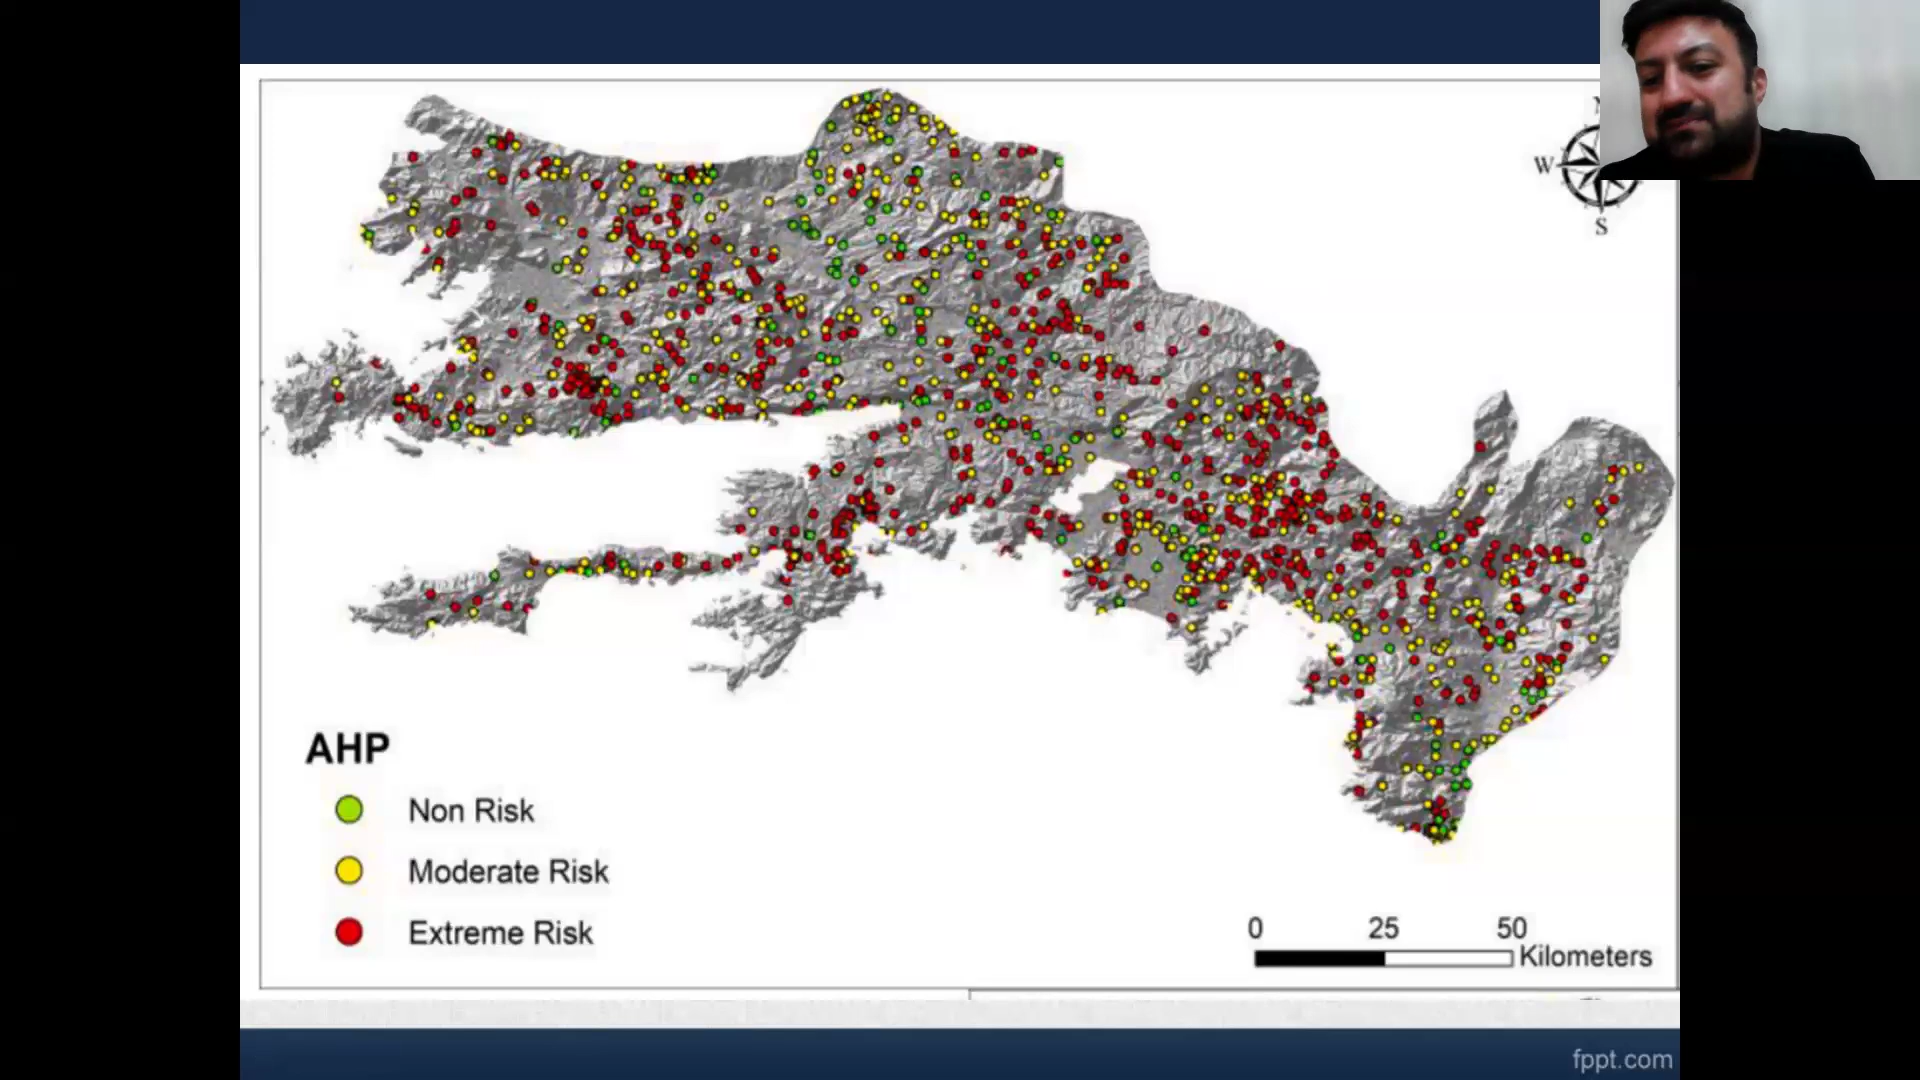 W
S
AHP
Non Risk
Moderate Risk
Extreme Risk
0 25 50
Kilometers
fppt.com